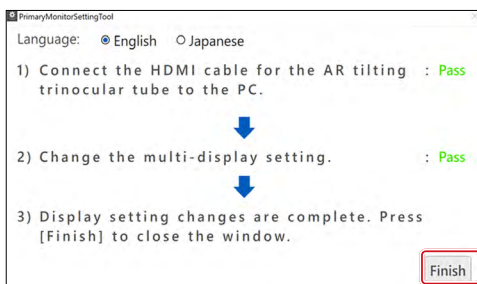 PrimaryMonitorSettingTool
Language: English Japanese
1) Connect the HDMI cable for the AR tilting : Pass
trinocular tube to the PC.
2) Change the multi-display setting. : Pass
3) Display setting changes are complete. Press
[Finish] to close the window.
Finish